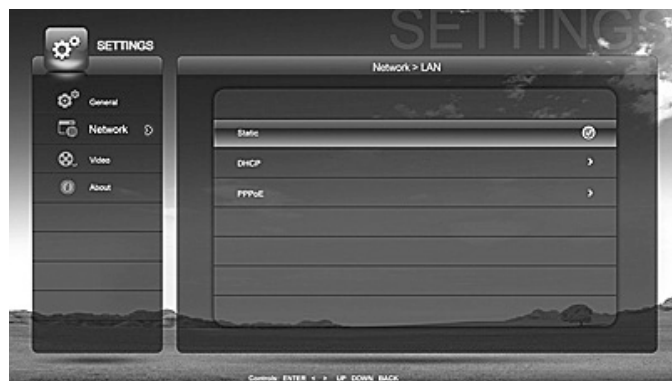 SETTINGS
SETTINGS
Network > LAN
General
Network
Video
About
Static
DHCP
PPPoE
Controls: ENTER < > UP DOWN BACK